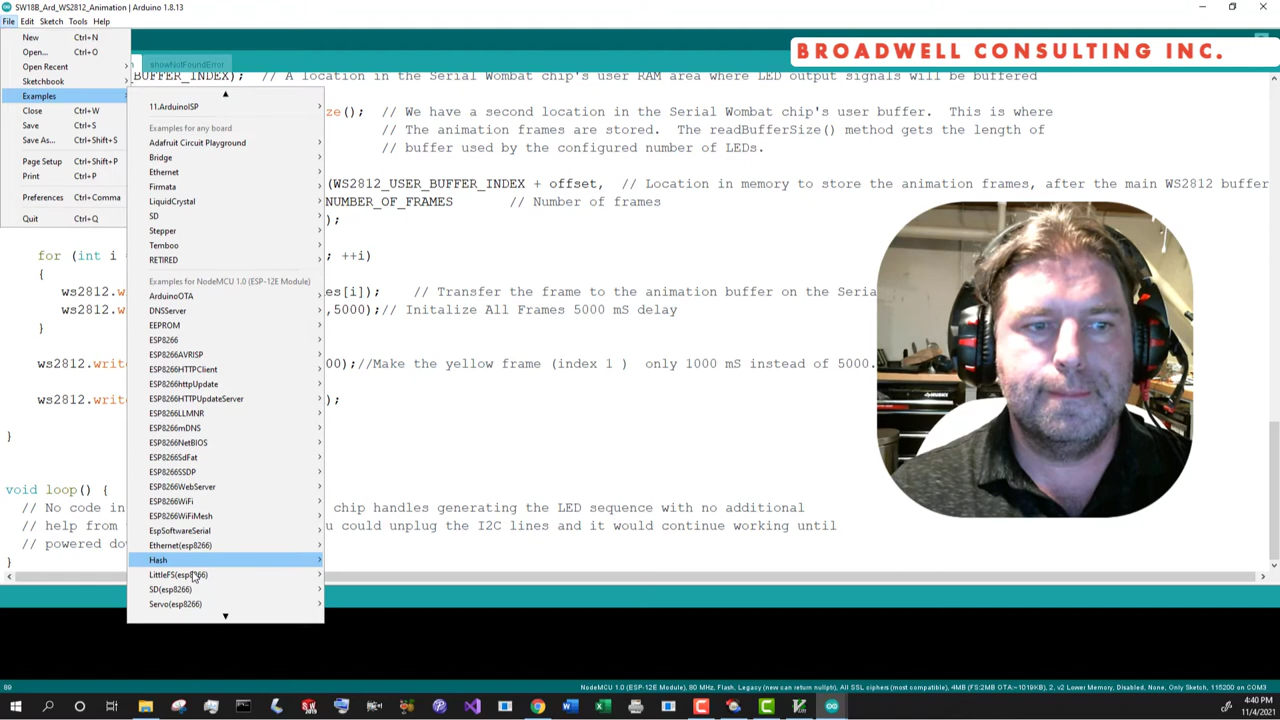 SW18B_Ard_WS2812_Animation | Arduino 1.8.13
File Edit Sketch Tools Help
BROADWELL CONSULTING INC.
New Ctrl+N
Open... Ctrl+O
Open Recent
Sketchbook
Examples
Close Ctrl+W
Save Ctrl+S
Save As... Ctrl+Shift+S
Page Setup Ctrl+Shift+P
Print Ctrl+P
Preferences Ctrl+Comma
Quit Ctrl+Q
11.ArduinoISP
Examples for any board
Adafruit Circuit Playground
Bridge
Ethernet
Firmata
LiquidCrystal
SD
Stepper
Temboo
RETIRED
Examples for NodeMCU 1.0 (ESP-12E Module)
ArduinoOTA
DNSServer
EEPROM
ESP8266
ESP8266AVRISP
ESP8266HTTPClient
ESP8266httpUpdate
ESP8266HTTPUpdateServer
ESP8266LLMNR
ESP8266mDNS
ESP8266NetBIOS
ESP8266SdFat
ESP8266SSDP
ESP8266WebServer
ESP8266WiFi
ESP8266WiFiMesh
EspSoftwareSerial
Ethernet(esp8266)
Hash
LittleFS(esp8266)
SD(esp8266)
Servo(esp8266)
showNotFoundError
BUFFER_INDEX); // A location in the Serial Wombat chip's user RAM area where LED output signals will be buffered
ze(); // We have a second location in the Serial Wombat chip's user buffer. This is where
// The animation frames are stored. The readBufferSize() method gets the length of
// buffer used by the configured number of LEDs.
(WS2812_USER_BUFFER_INDEX + offset, // Location in memory to store the animation frames, after the main WS2812 buffer
NUMBER_OF_FRAMES // Number of frames
);
for (int i ; ++i)
{
ws2812.w es[i]); // Transfer the frame to the animation buffer on the Seria
ws2812.w ,5000);// Initalize All Frames 5000 mS delay
}
ws2812.writ 00);//Make the yellow frame (index 1 ) only 1000 mS instead of 5000.
ws2812.writ );
}
void loop() {
// No code in chip handles generating the LED sequence with no additional
// help from u could unplug the I2C lines and it would continue working until
// powered do
}
89 NodeMCU 1.0 (ESP-12E Module), 80 MHz, Flash, Legacy (new can return nullptr), All SSL ciphers (most compatible), 4MB (FS:2MB OTA:~1019KB), 2, v2 Lower Memory, Disabled, None, Only Sketch, 115200 on COM3
4:40 PM
11/4/2021